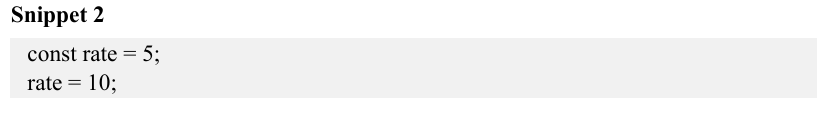 Snippet 2
const rate = 5;
rate = 10;